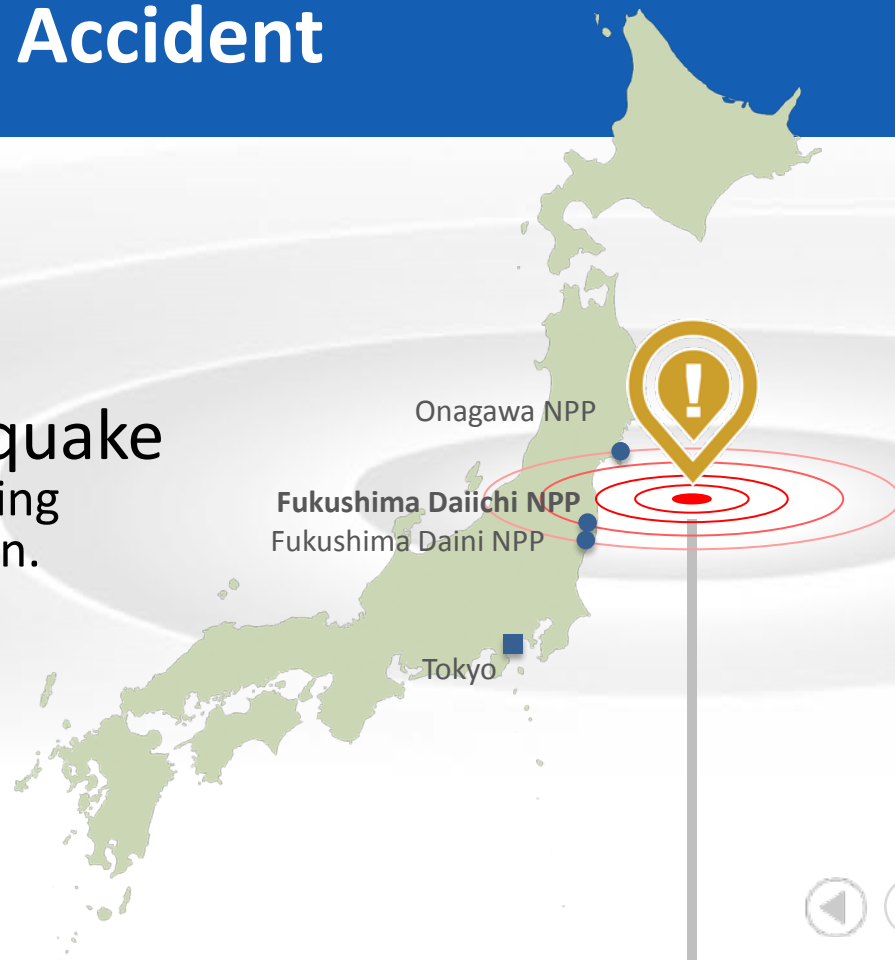 Accident
Onagawa NPP
quake
ing
Fukushima Daiichi NPP
n.
Fukushima Daini NPP
Tokyo